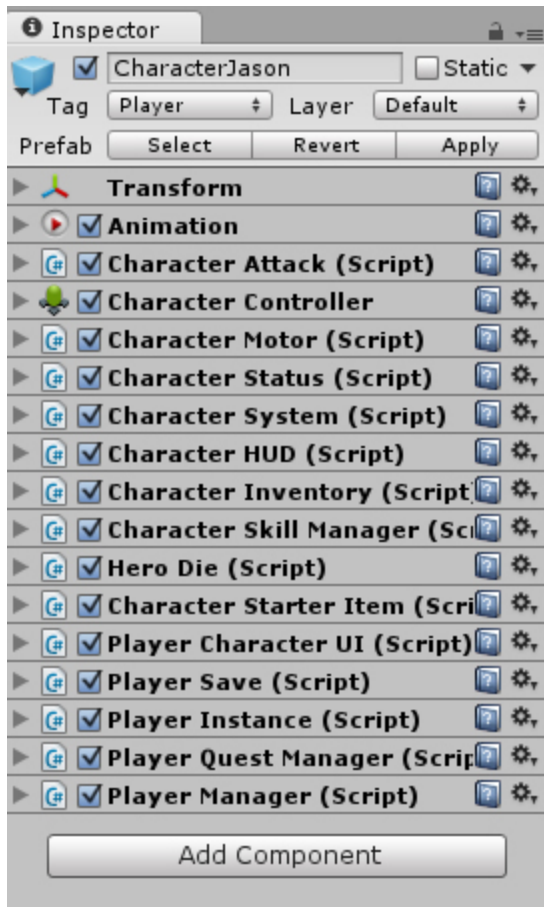 Inspector
CharacterJason Static
Tag Player Layer Default
Prefab Select Revert Apply
Transform
Animation
Character Attack (Script)
Character Controller
Character Motor (Script)
Character Status (Script)
Character System (Script)
Character HUD (Script)
Character Inventory (Script
Character Skill Manager (Scr
Hero Die (Script)
Character Starter Item (Scri
Player Character UI (Script)
Player Save (Script)
Player Instance (Script)
Player Quest Manager (Scrip
Player Manager (Script)
Add Component